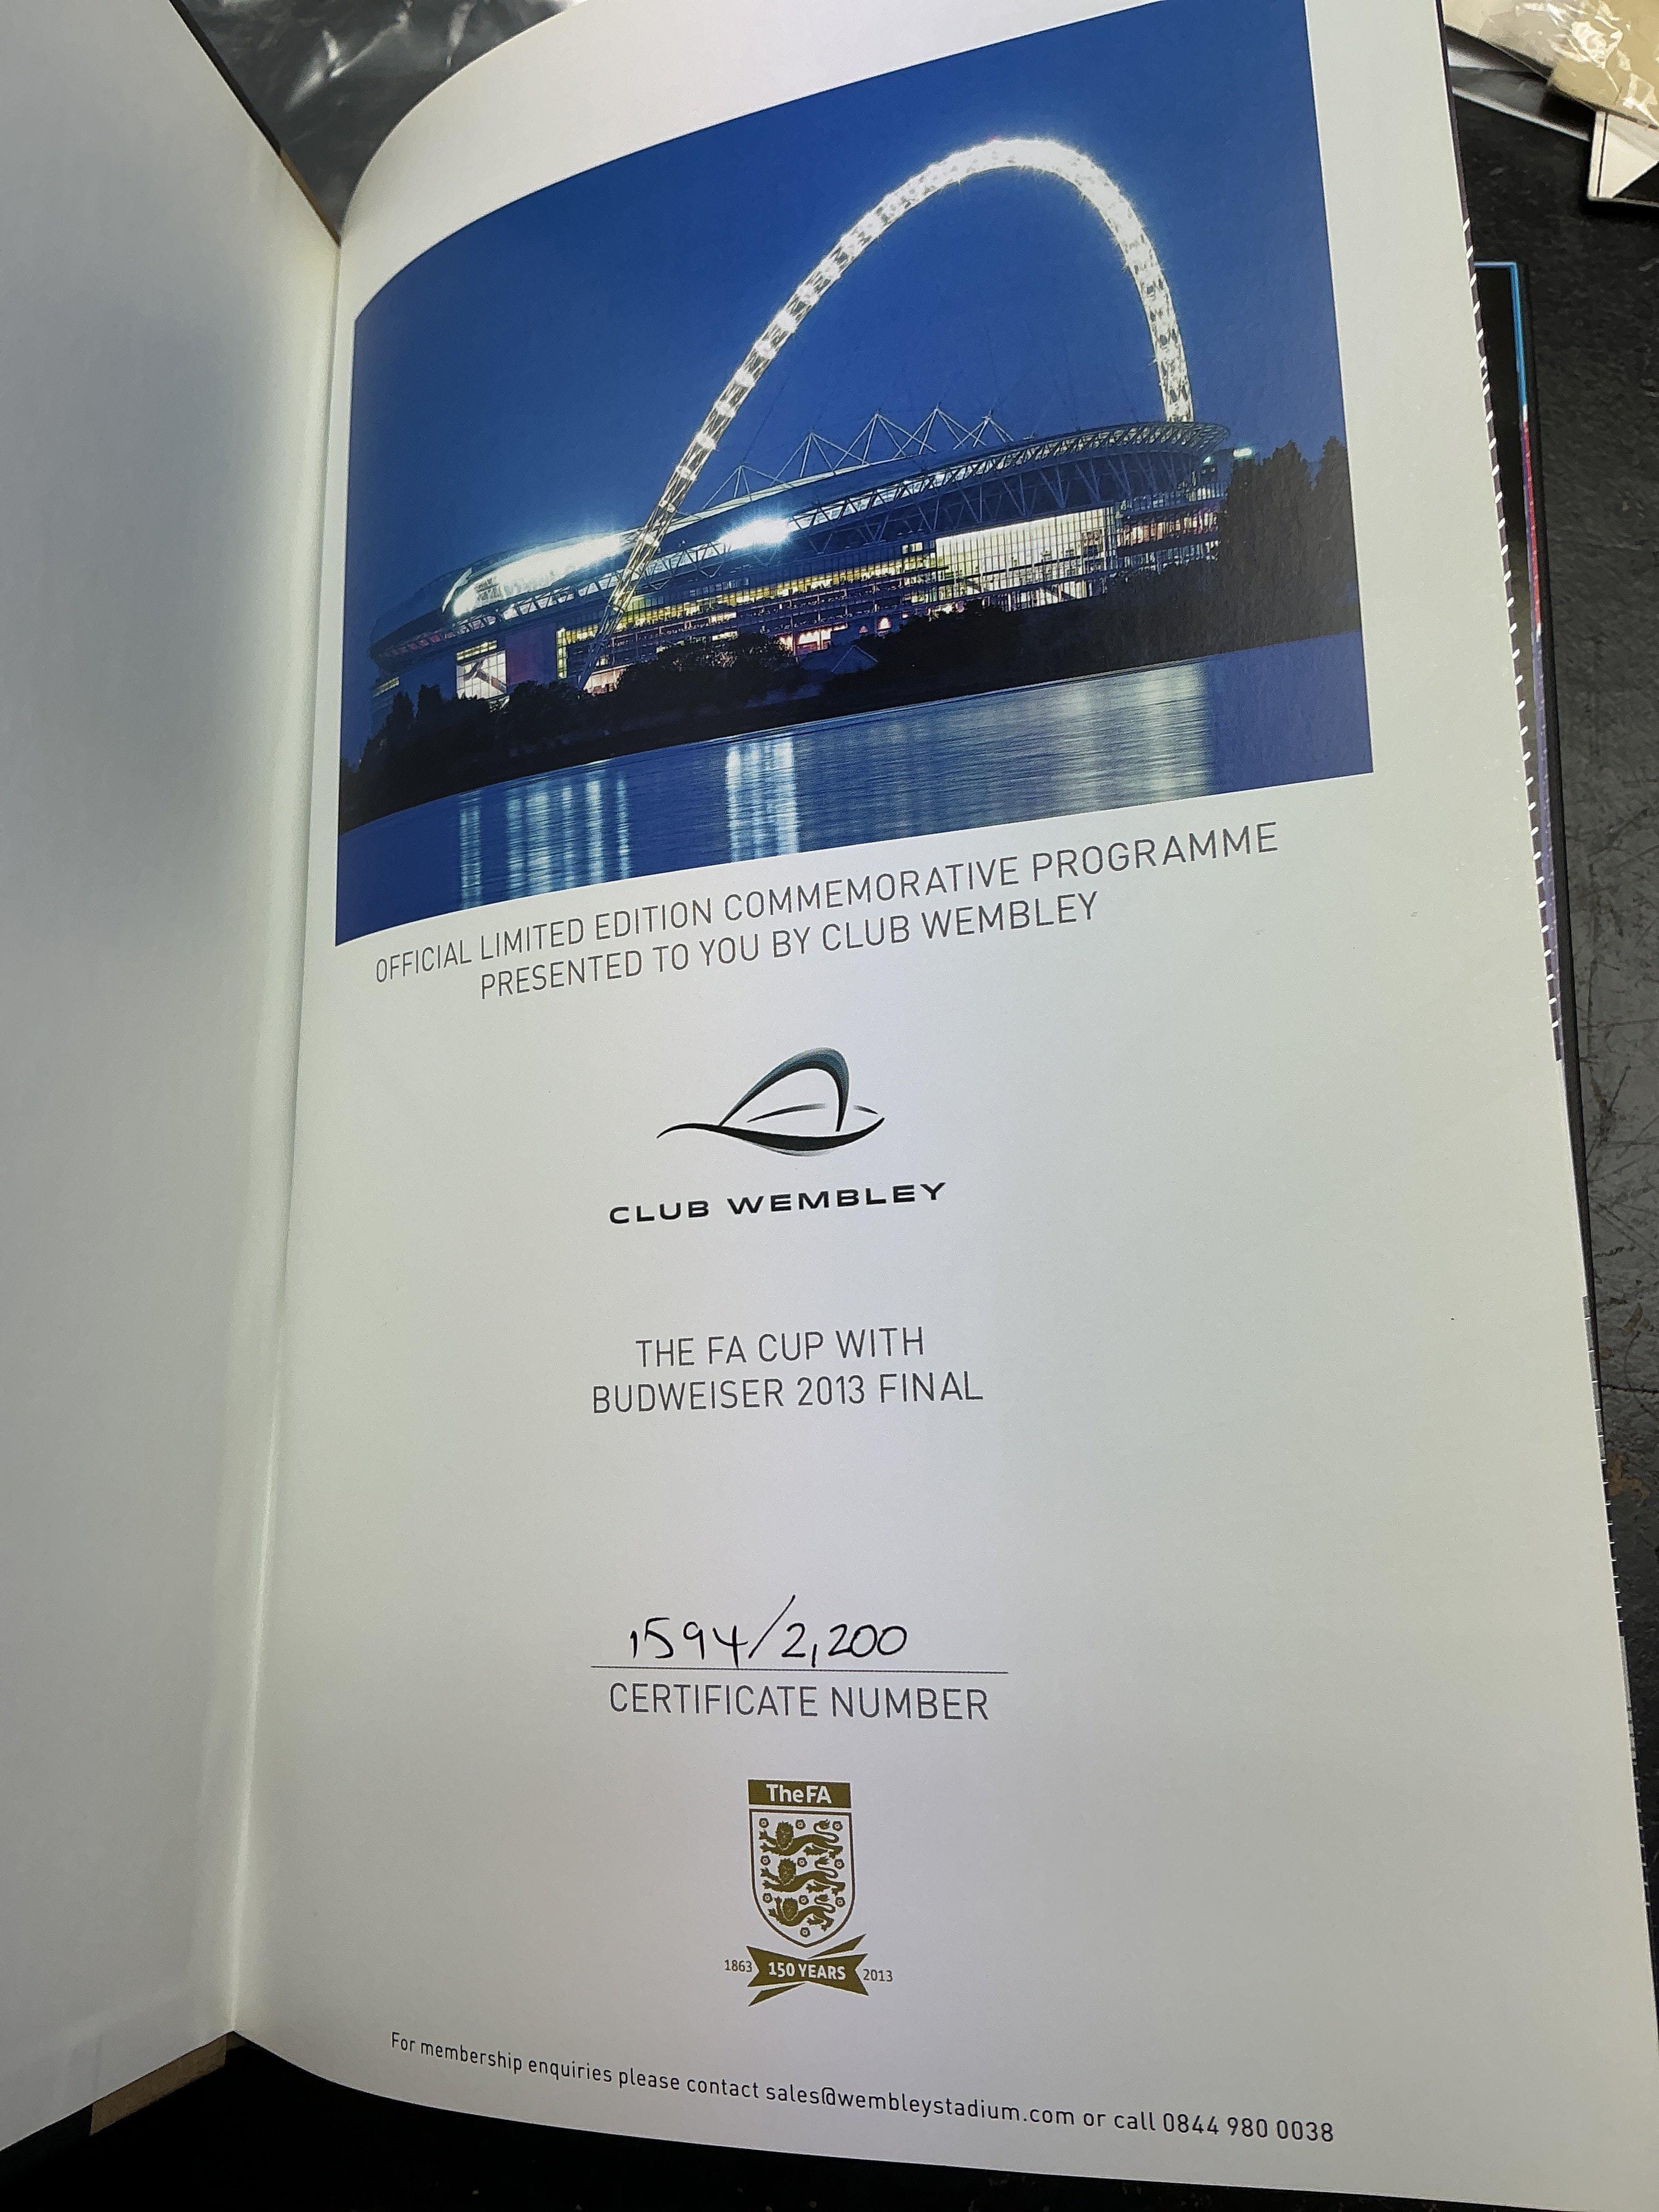 OFFICIAL LIMITED EDITION COMMEMORATIVE PROGRAMME
PRESENTED TO YOU BY CLUB WEMBLEY
CLUB WEMBLEY
THE FA CUP WITH
BUDWEISER 2013 FINAL
1594/2,200
CERTIFICATE NUMBER
TheFA
1863 150 YEARS 2013
For membership enquiries please contact sales@wembleystadium.com or call 0844 980 0038